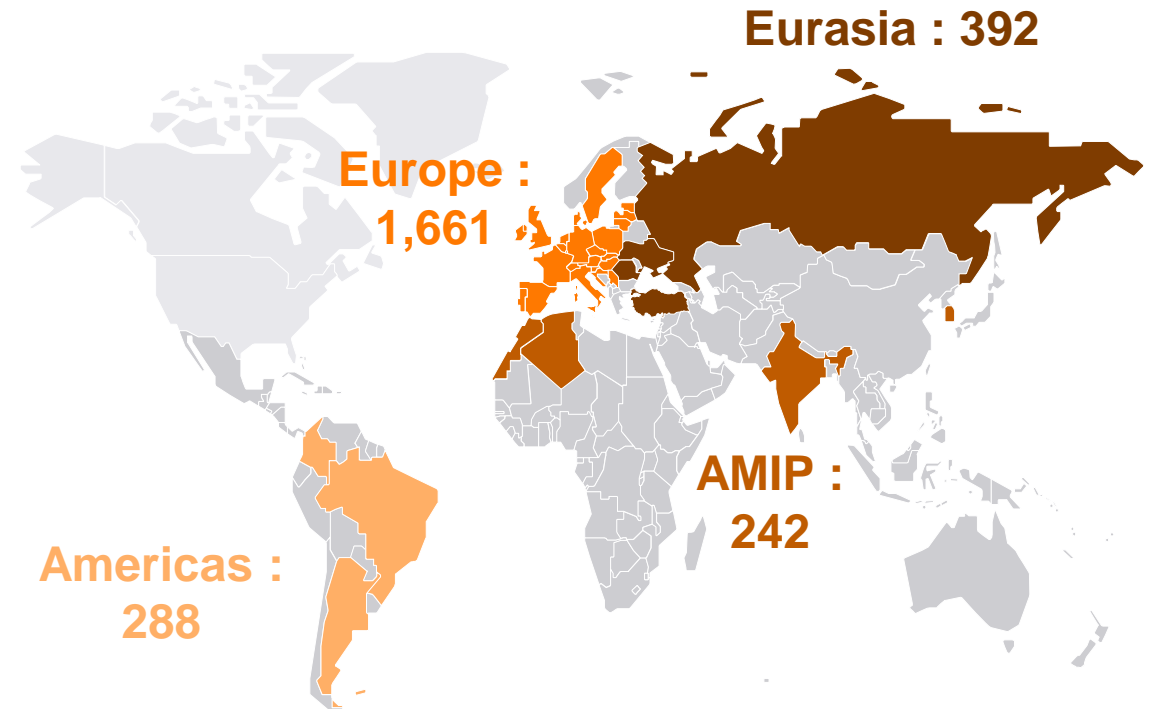 Eurasia : 392
Europe :
1,661
AMIP :
242
Americas :
288